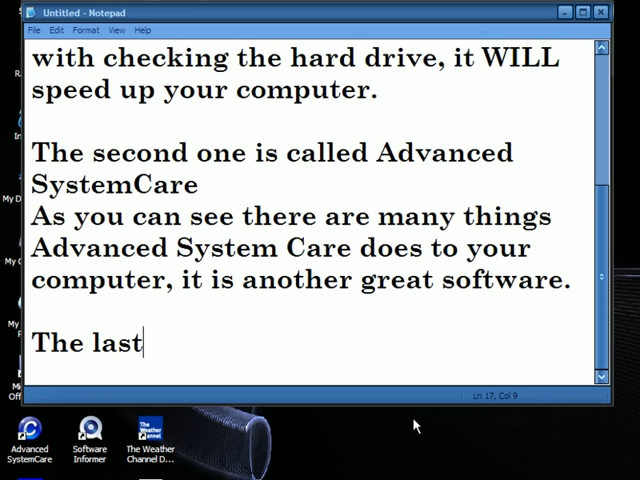 Untitled - Notepad
File Edit Format View Help
with checking the hard drive, it WILL
speed up your computer.
The second one is called Advanced
SystemCare
As you can see there are many things
Advanced System Care does to your
computer, it is another great software.
The last
Ln 17, Col 9
Advanced
SystemCare
Software
Informer
The
Weather
Channel
The Weather
Channel D...